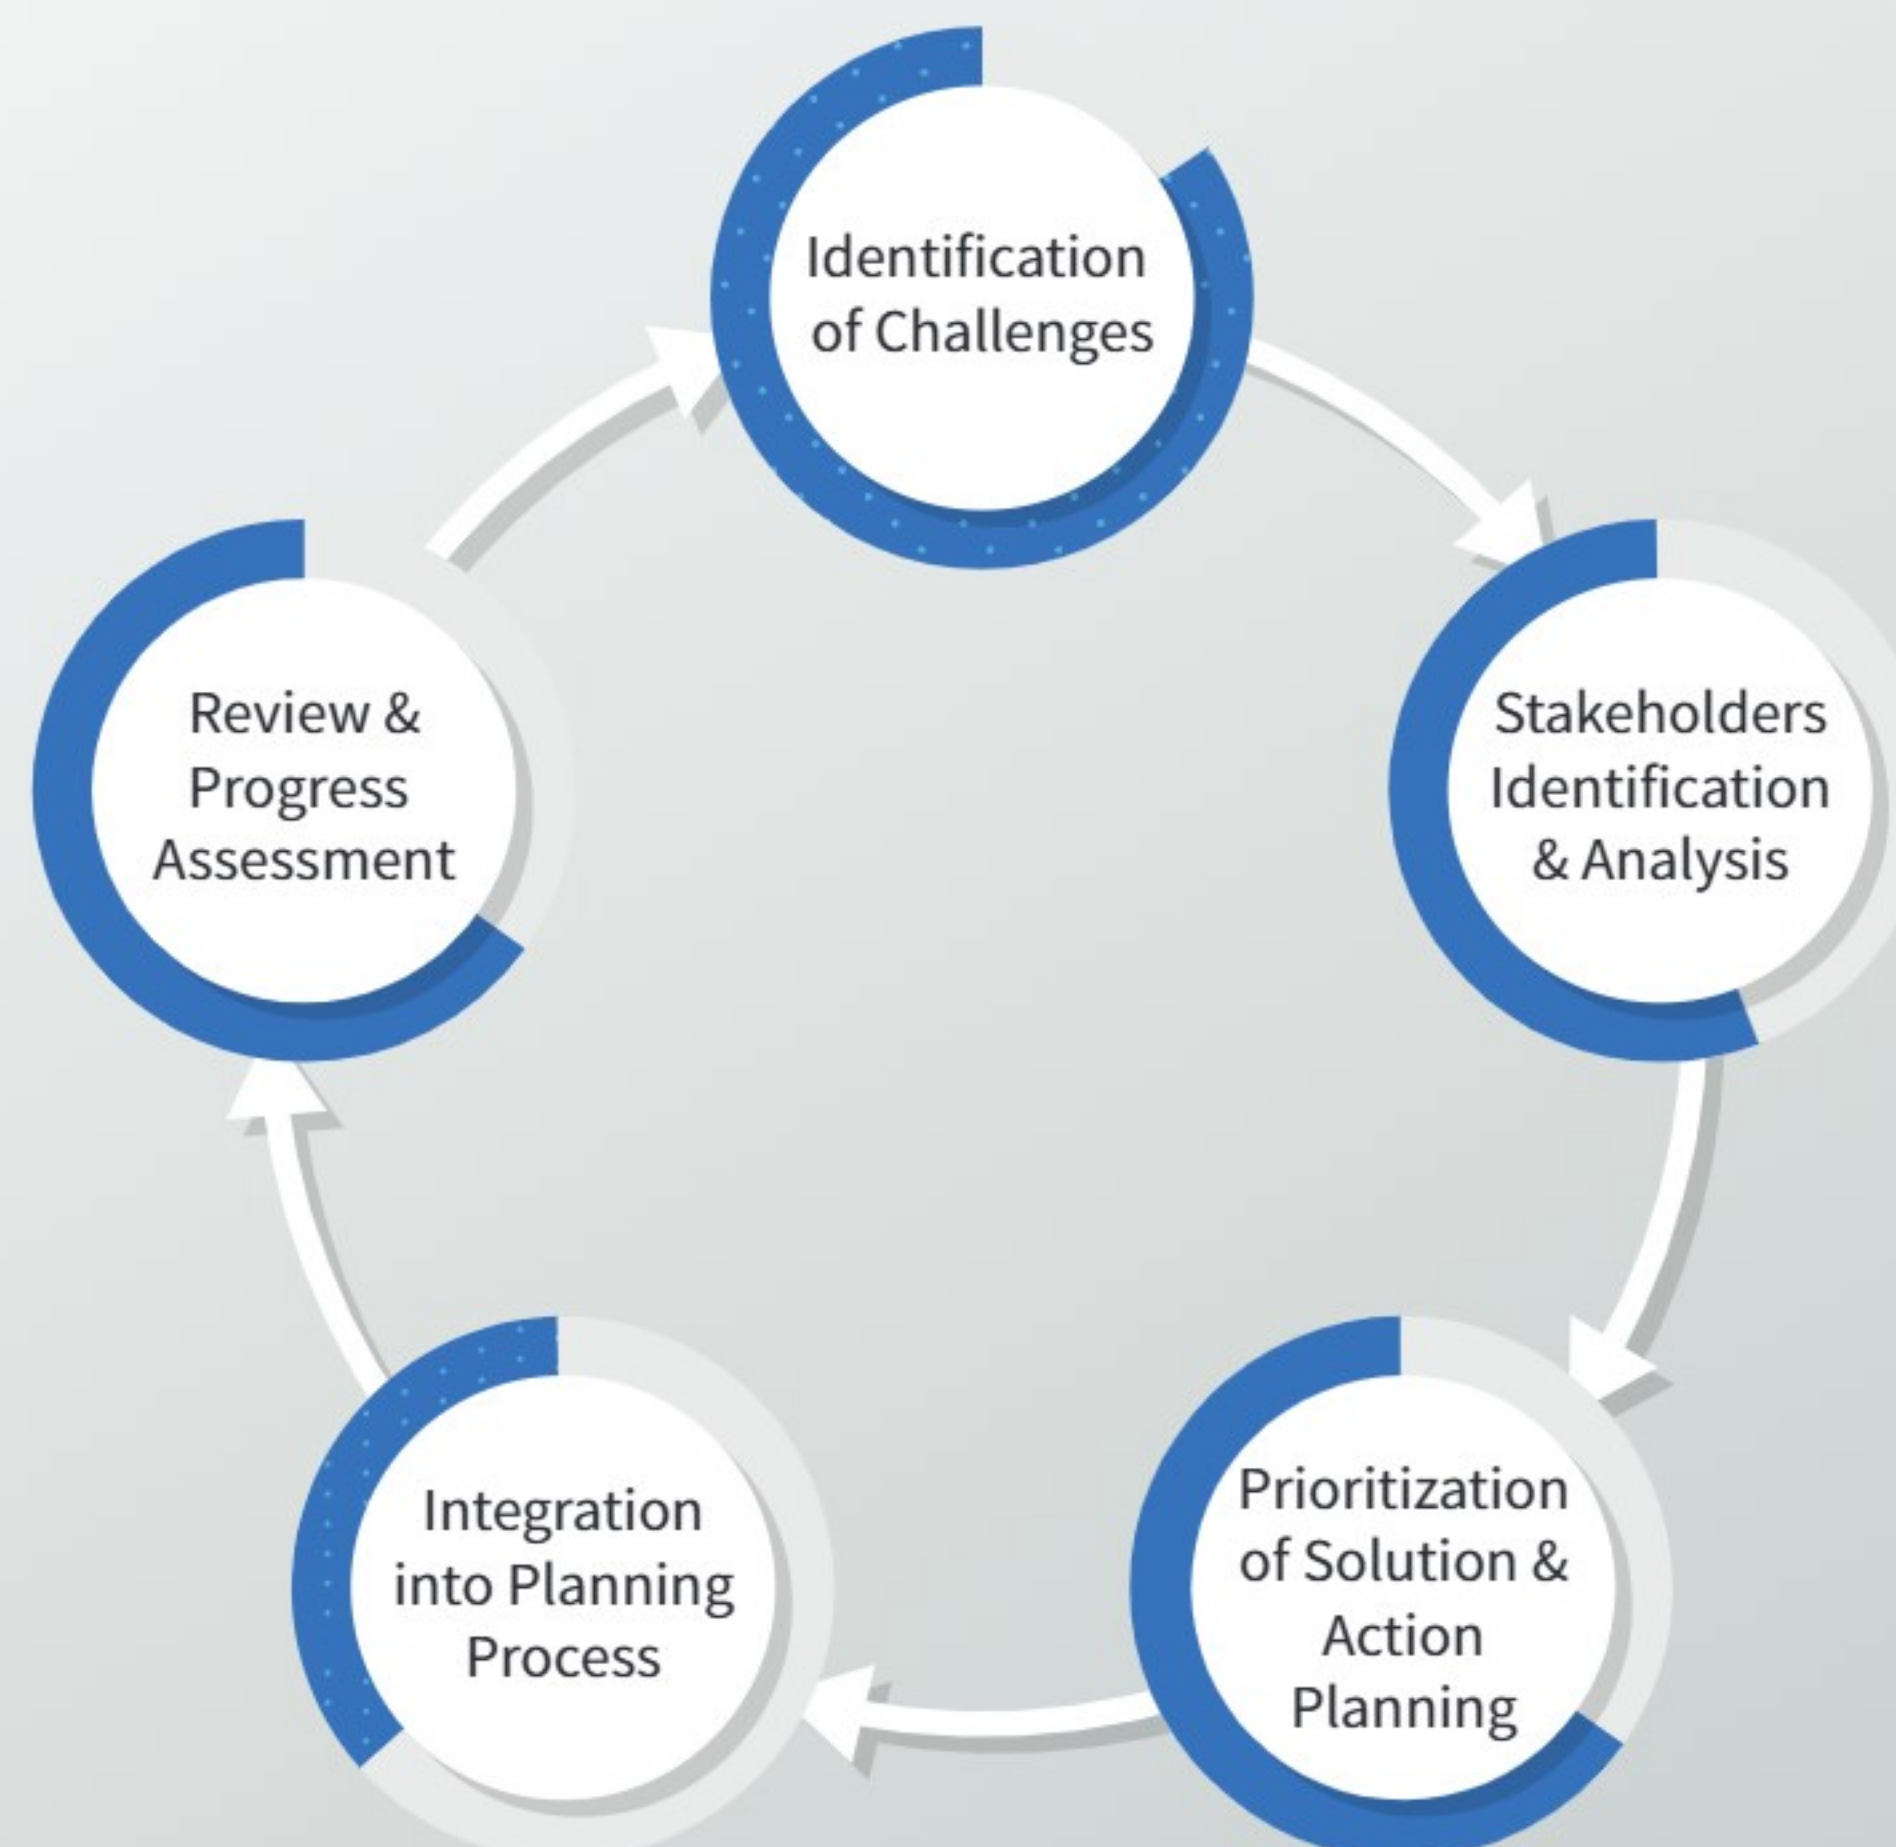 Identification
of Challenges
Stakeholders
Identification
& Analysis
Prioritization
of Solution &
Action
Planning
Integration
into Planning
Process
Review &
Progress
Assessment